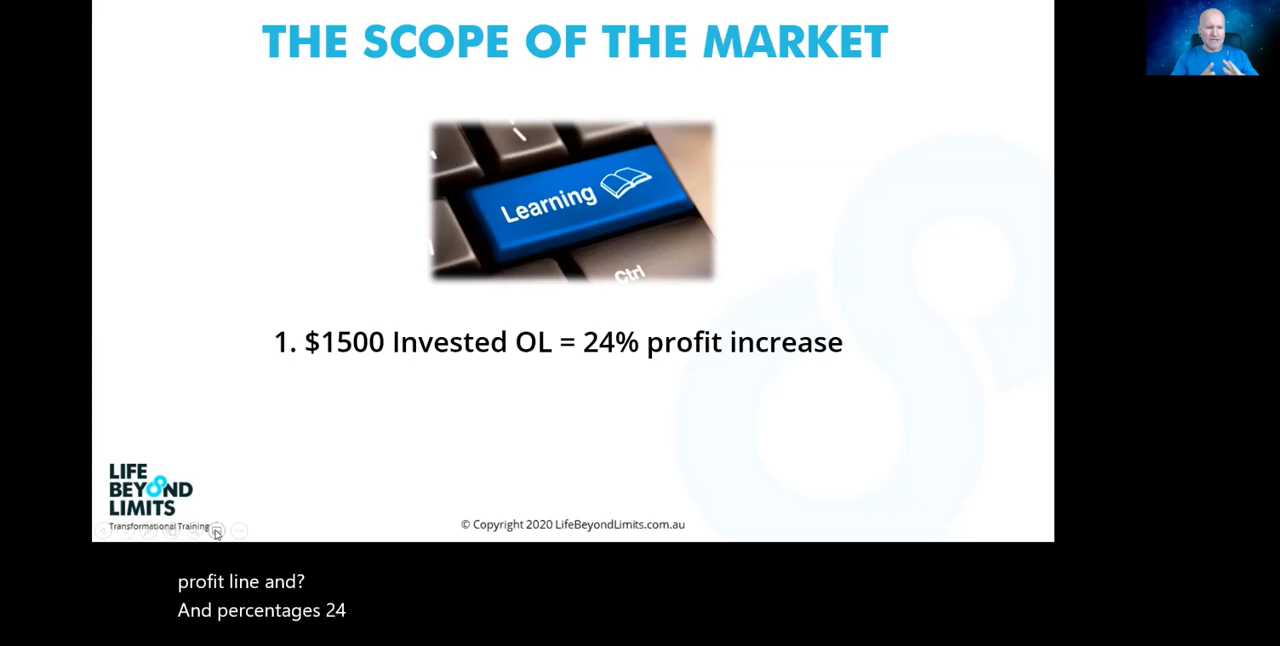 THE SCOPE OF THE MARKET
Learning
Ctrl
1. $1500 Invested OL = 24% profit increase
LIFE
BEYOND
LIMITS
Transformational Training
© Copyright 2020 LifeBeyondLimits.com.au
profit line and?
And percentages 24